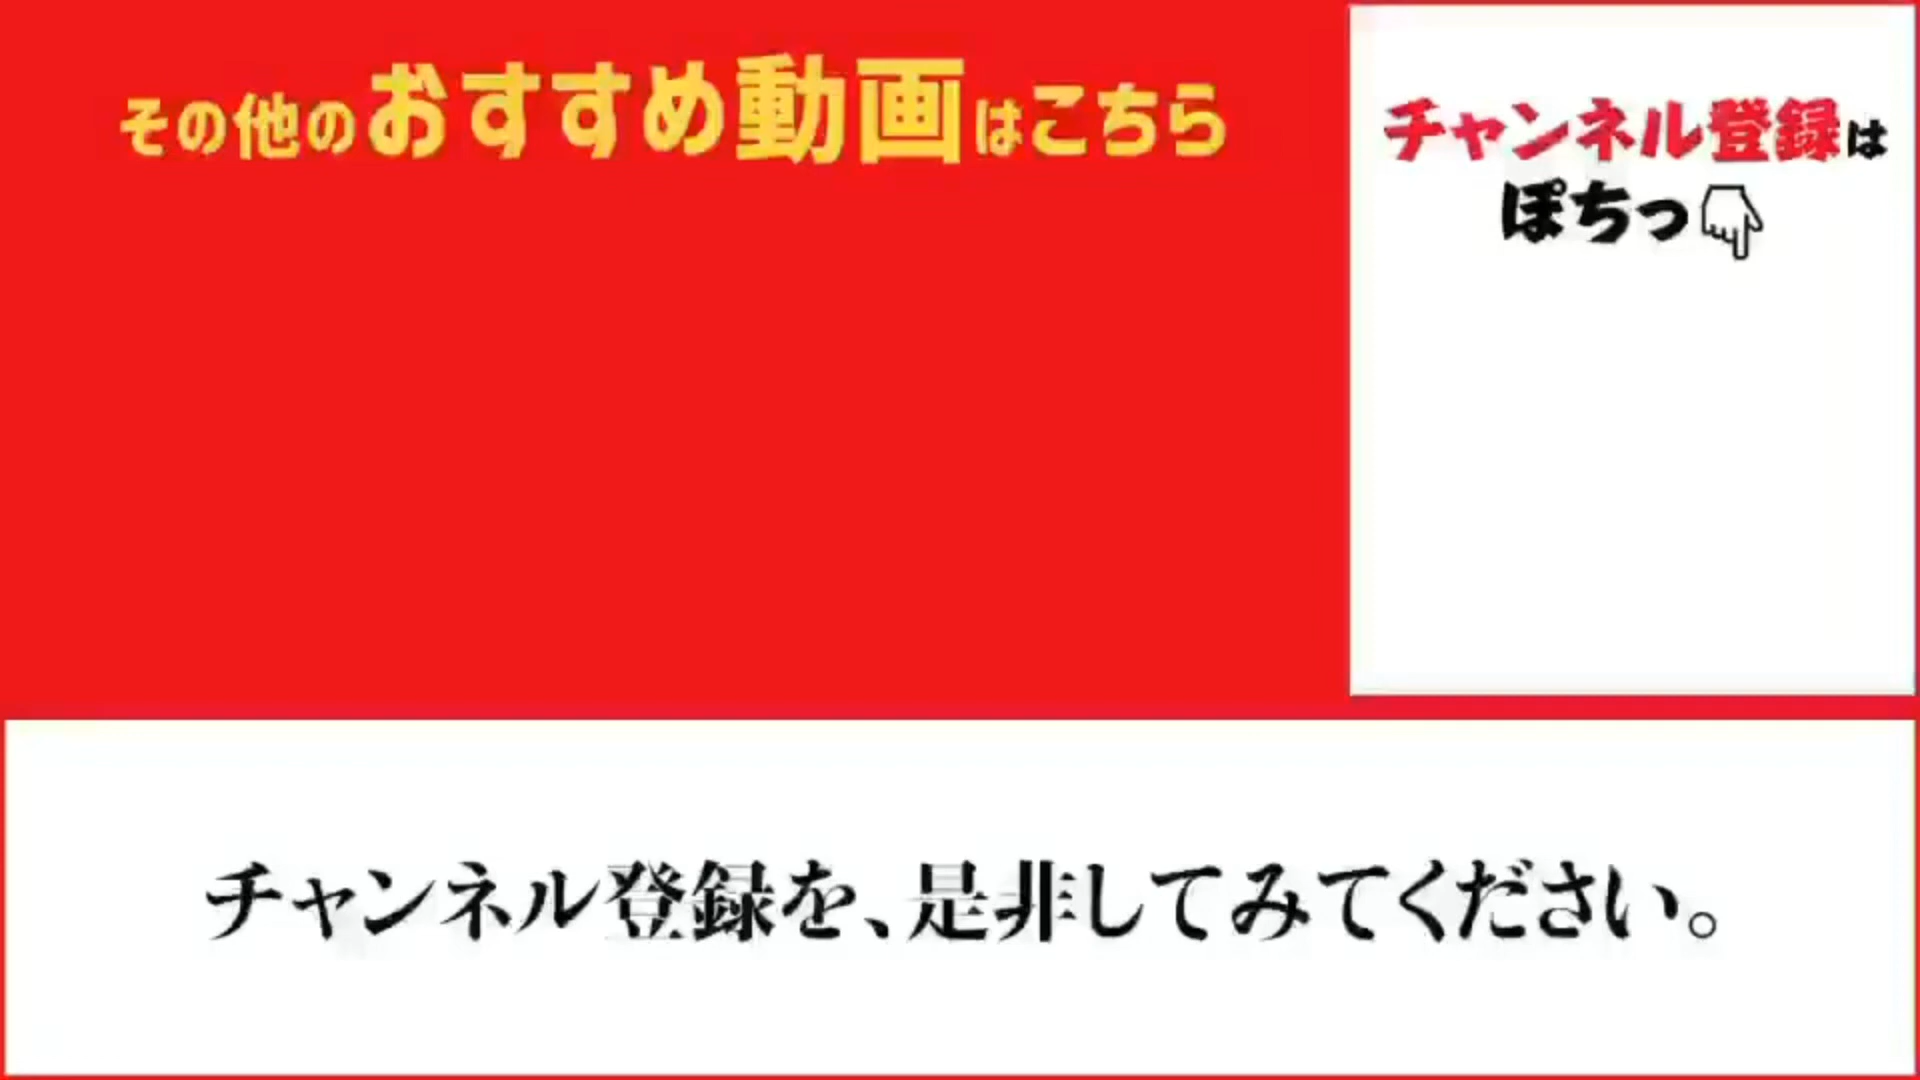 その他のおすすめ動画はこちら
チャンネル登録は
ぽちっ
チャンネル登録を、是非してみてください。